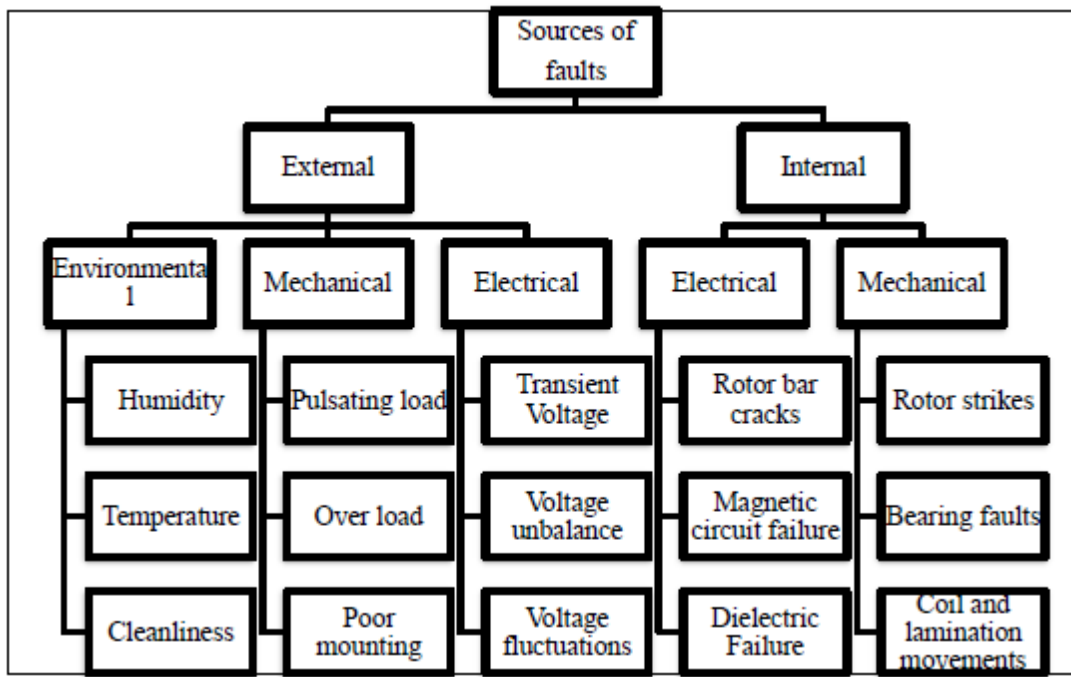 Sources of
faults
External
Internal
Environmenta
l
Mechanical
Electrical
Electrical
Mechanical
Humidity
Pulsating load
Transient
Voltage
Rotor bar
cracks
Rotor strikes
Temperature
Over load
Voltage
unbalance
Magnetic
circuit failure
Bearing faults
Cleanliness
Poor
mounting
Voltage
fluctuations
Dielectric
Failure
Coil and
lamination
movements